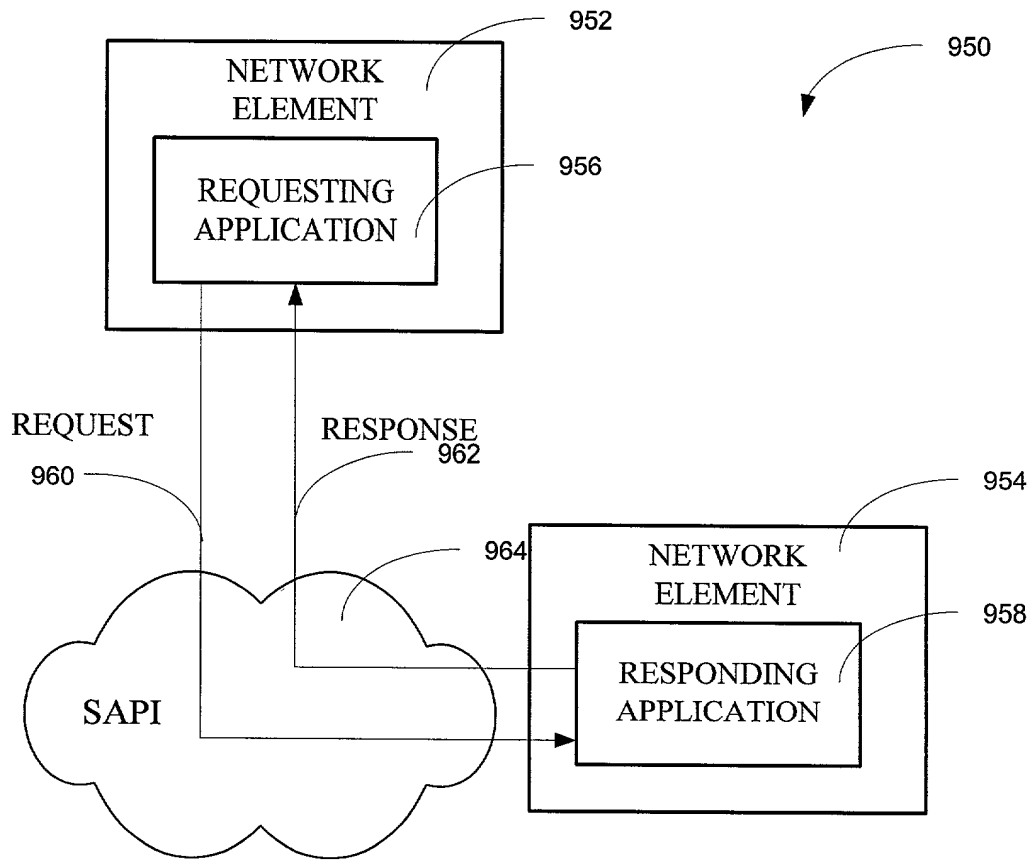 952
950
NETWORK
ELEMENT
956
REQUESTING
APPLICATION
REQUEST
RESPONSE
960
962
954
964
NETWORK
ELEMENT
958
RESPONDING
APPLICATION
SAPI